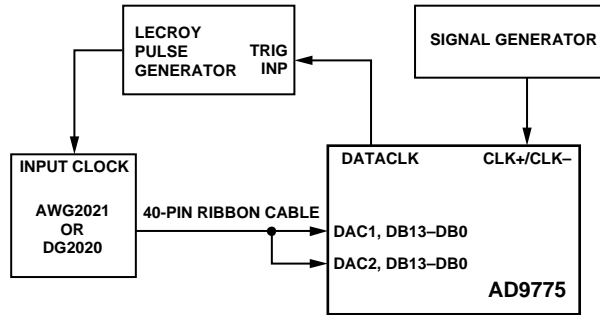 LECROY
PULSE
GENERATOR
TRIG
INP
SIGNAL GENERATOR
INPUT CLOCK
AWG2021
OR
DG2020
40-PIN RIBBON CABLE
DATACLK
CLK+/CLK–
DAC1, DB13–DB0
DAC2, DB13–DB0
AD9775